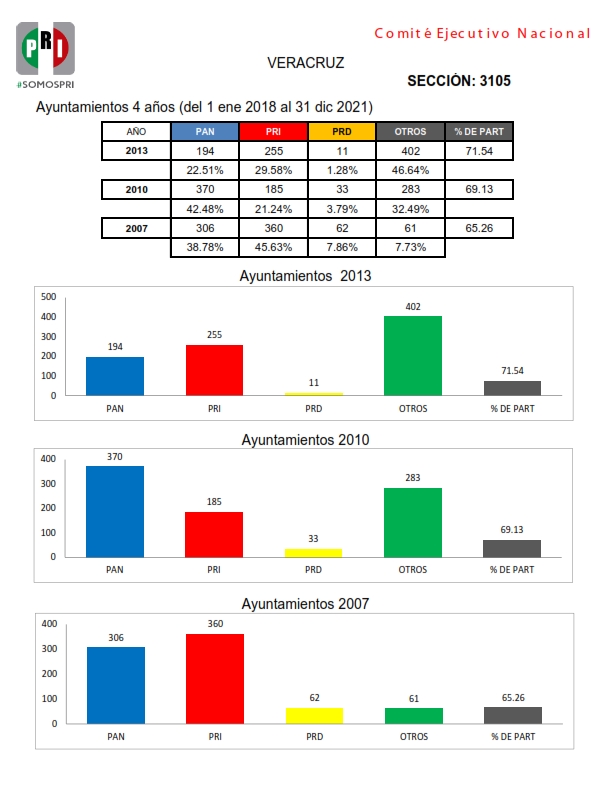 Comité Ejecutivo Nacional
PRI
#SOMOSPRI
VERACRUZ
SECCIÓN: 3105
Ayuntamientos 4 años (del 1 ene 2018 al 31 dic 2021)
AÑO PAN PRI PRD OTROS % DE PART
2013 194 255 11 402 71.54
22.51% 29.58% 1.28% 46.64%
2010 370 185 33 283 69.13
42.48% 21.24% 3.79% 32.49%
2007 306 360 62 61 65.26
38.78% 45.63% 7.86% 7.73%
Ayuntamientos 2013
500
400
300
200
100
0
194 255 11 402 71.54
PAN PRI PRD OTROS % DE PART
Ayuntamientos 2010
400
300
200
100
0
370 185 33 283 69.13
PAN PRI PRD OTROS % DE PART
Ayuntamientos 2007
400
300
200
100
0
306 360 62 61 65.26
PAN PRI PRD OTROS % DE PART